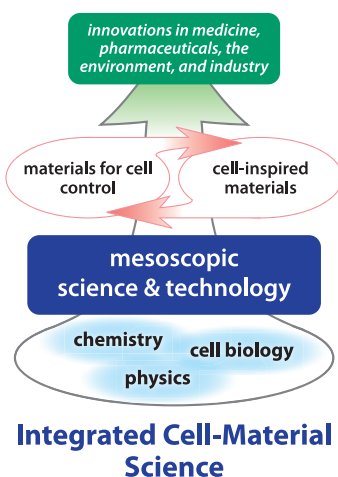 innovations in medicine,
pharmaceuticals, the
environment, and industry
materials for cell
control
cell-inspired
materials
mesoscopic
science & technology
chemistry
cell biology
physics
Integrated Cell-Material
Science